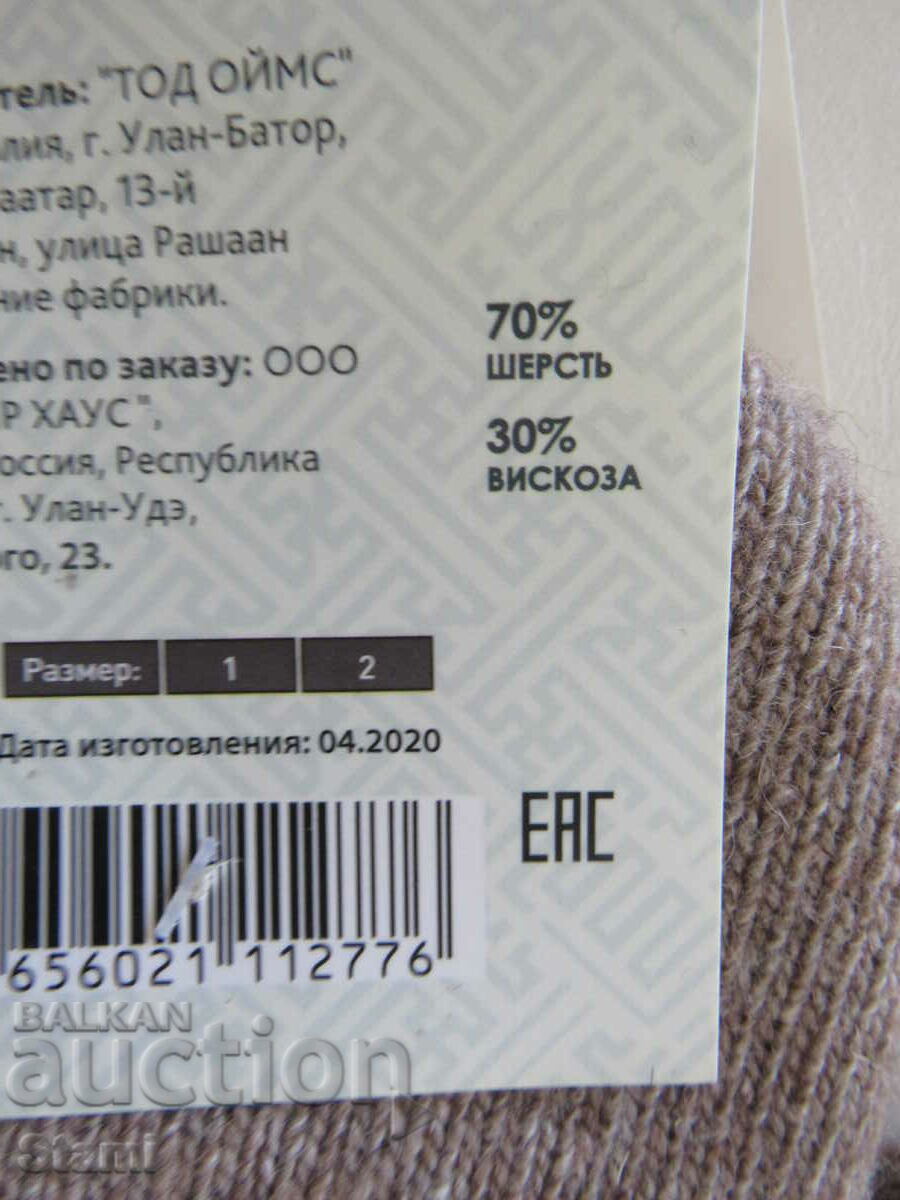 тель: "ТОД ОЙМС"
лия, г. Улан-Батор,
аатар, 13-й
н, улица Рашаан
ние фабрики.
ено по заказу: ООО
Р ХАУС",
оссия, Республика
г. Улан-Удэ,
ого, 23.
70%
ШЕРСТЬ
30%
ВИСКОЗА
Размер: 1 2
Дата изготовления: 04.2020
EAC
656021 112776
BALKAN
auction
Stami